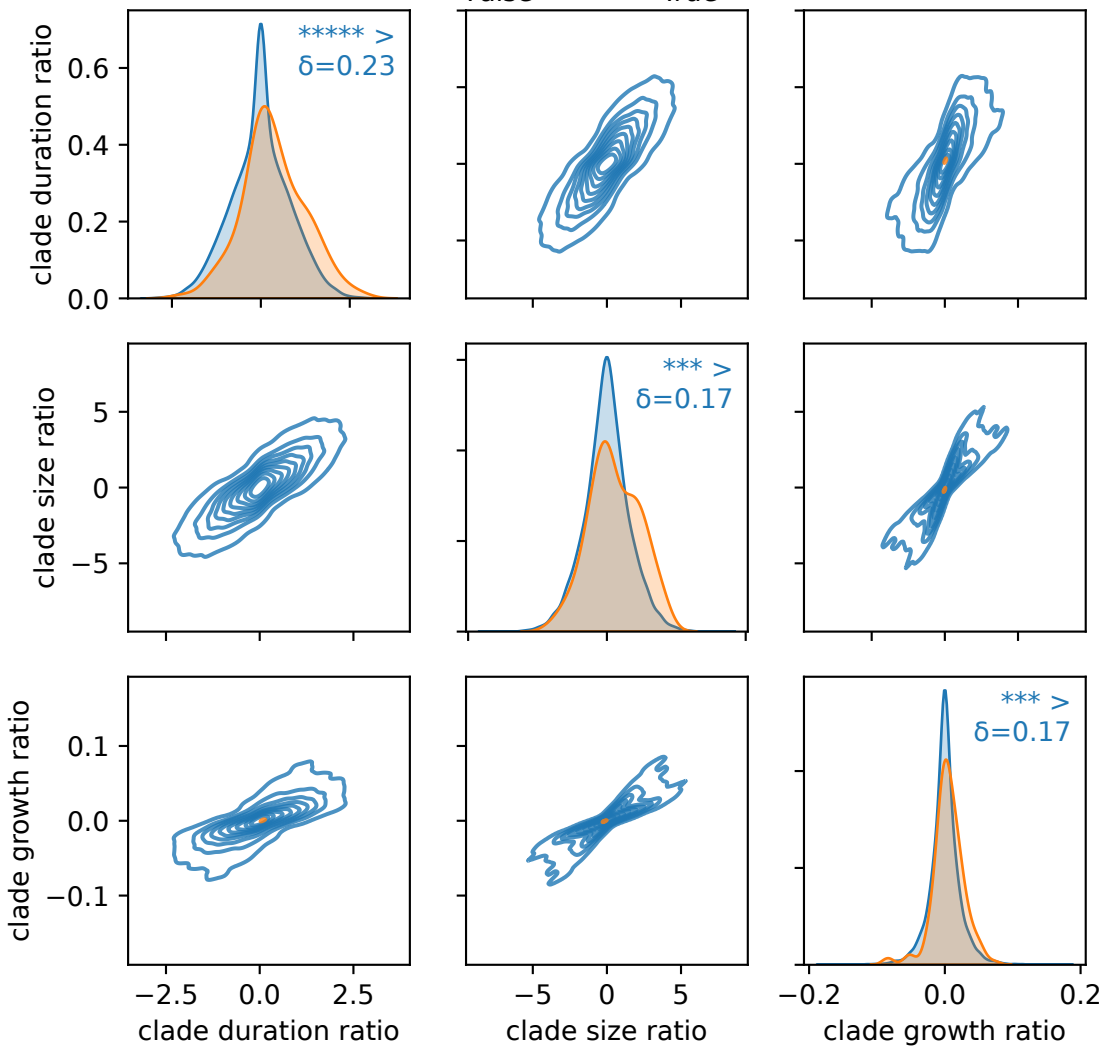 ***** >
δ=0.23
clade duration ratio
0.6
0.4
0.2
0.0
*** >
δ=0.17
clade size ratio
5
0
−5
*** >
δ=0.17
clade growth ratio
0.1
0.0
−0.1
−2.5 0.0 2.5 −5 0 5 −0.2 0.0 0.2
clade duration ratio clade size ratio clade growth ratio